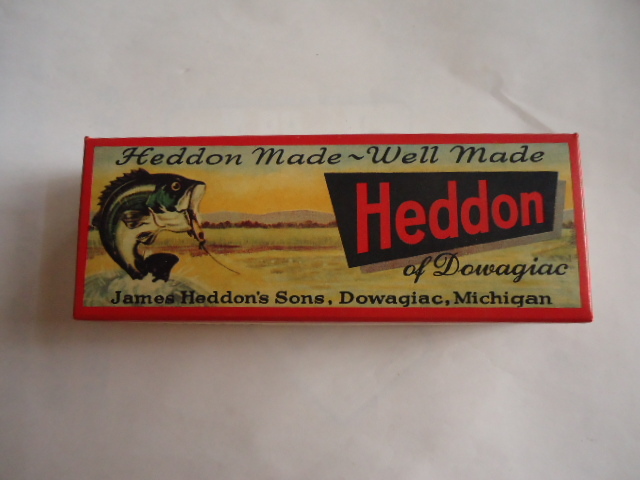 Heddon Made ~ Well Made
Heddon
of Dowagiac
James Heddon's Sons, Dowagiac, Michigan